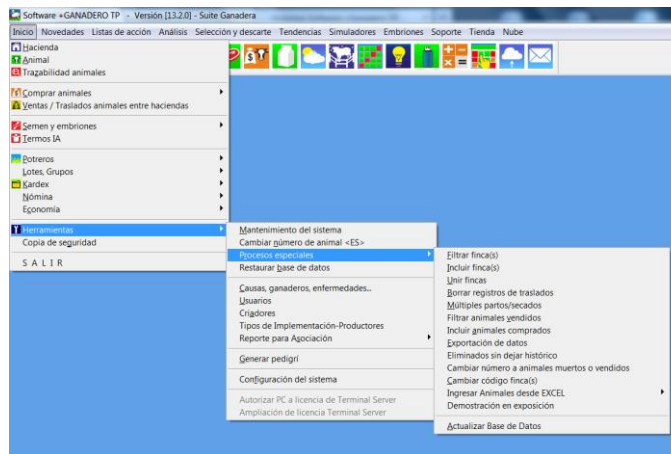 Software +GANADERO TP - Versión [13.2.0] - Suite Ganadera
Inicio Novedades Listas de acción Análisis Selección y descarte Tendencias Simuladores Embriones Soporte Tienda Nube
Hacienda
Animal
Trazabilidad animales
Comprar animales
Ventas / Traslados animales entre haciendas
Semen y embriones
Termos IA
Potreros
Lotes, Grupos
Kardex
Nómina
Economía
Herramientas
Copia de seguridad
S A L I R
Mantenimiento del sistema
Cambiar número de animal <ES>
Procesos especiales
Restaurar base de datos
Causas, ganaderos, enfermedades...
Usuarios
Criadores
Tipos de Implementación-Productores
Reporte para Asociación
Generar pedigrí
Configuración del sistema
Autorizar PC a licencia de Terminal Server
Ampliación de licencia Terminal Server
Filtrar finca(s)
Incluir finca(s)
Unir fincas
Borrar registros de traslados
Múltiples partos/secados
Filtrar animales vendidos
Incluir animales comprados
Exportación de datos
Eliminados sin dejar histórico
Cambiar número a animales muertos o vendidos
Cambiar código finca(s)
Ingresar Animales desde EXCEL
Demostración en exposición
Actualizar Base de Datos